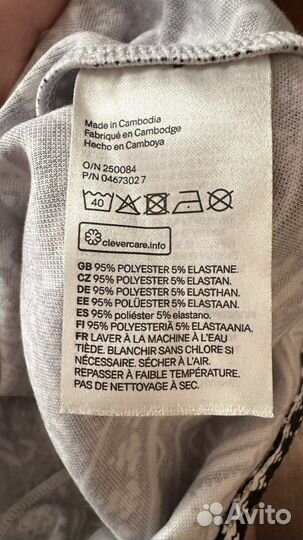 Made in Cambodia
Fabriqué en Cambodge
Hecho en Camboya
O/N 250084
P/N 0467302 7
40
clevercare.info
GB 95% POLYESTER 5% ELASTANE.
CZ 95% POLYESTER 5% ELASTAN.
DE 95% POLYESTER 5% ELASTHAN.
EE 95% POLÜESTER 5% ELASTAAN.
ES 95% poliéster 5% elastano.
FI 95% POLYESTERIÄ 5% ELASTAANIA.
FR LAVER À LA MACHINE À L'EAU
TIÈDE. BLANCHIR SANS CHLORE SI
NÉCESSAIRE. SÉCHER À L'AIR.
REPASSER À FAIBLE TEMPÉRATURE.
PAS DE NETTOYAGE À SEC.
Avito